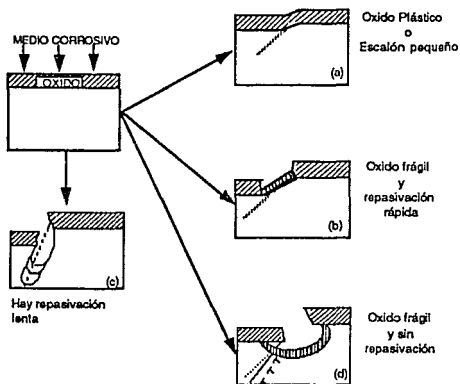 MEDIO CORROSIVO
OXIDO
(a)
Oxido Plástico
o
Escalón pequeño
(b)
Oxido frágil
y
repasivación
rápida
(c)
Hay repasivación
lenta
(d)
Oxido frágil
y sin
repasivación